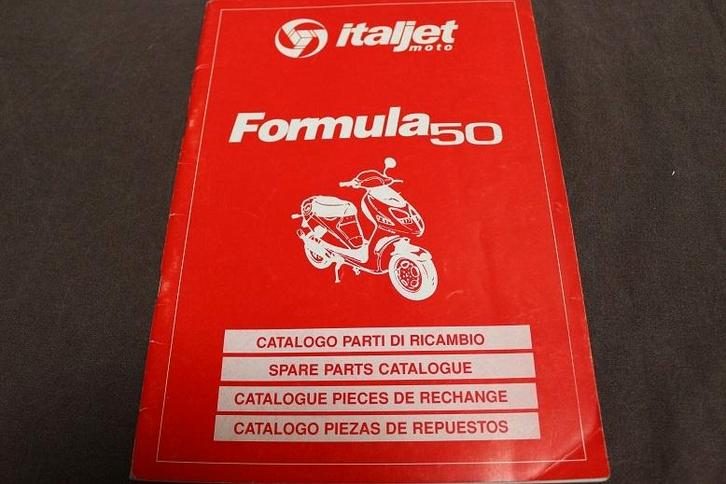 italjet
moto
Formula50
CATALOGO PARTI DI RICAMBIO
SPARE PARTS CATALOGUE
CATALOGUE PIECES DE RECHANGE
CATALOGO PIEZAS DE REPUESTOS